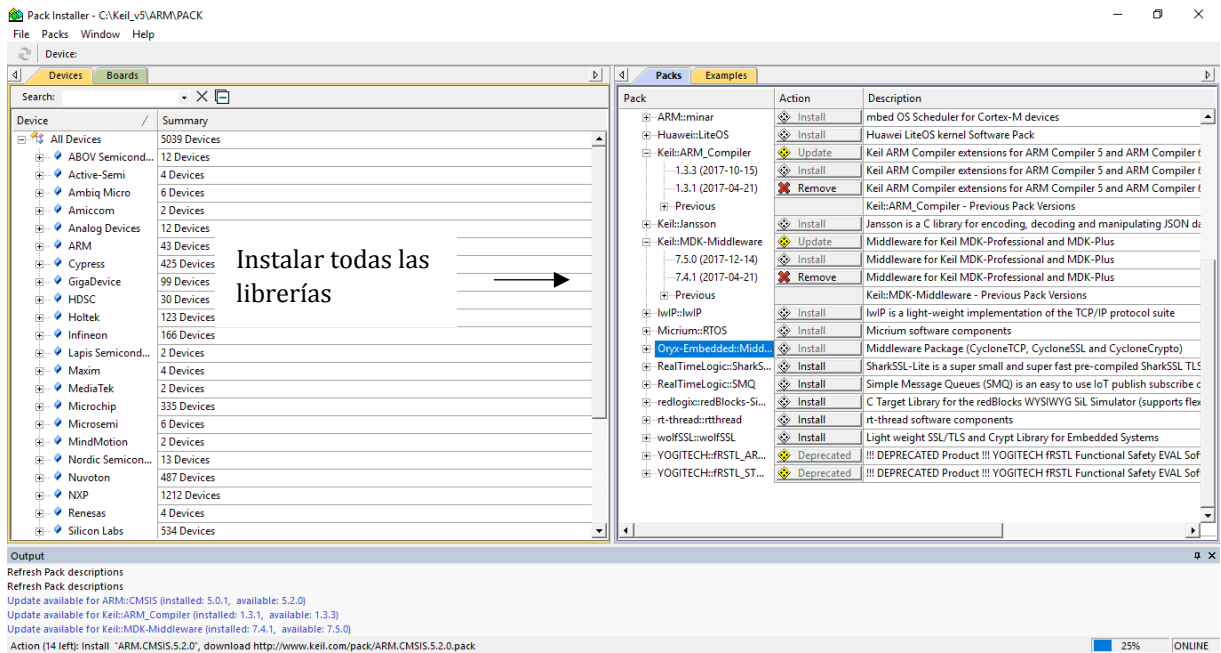 Pack Installer - C:\Keil_v5\ARM\PACK
File Packs Window Help
Device:
Devices Boards
Search:
Device Summary
All Devices 5039 Devices
ABOV Semicond... 12 Devices
Active-Semi 4 Devices
Ambiq Micro 6 Devices
Amiccom 2 Devices
Analog Devices 12 Devices
ARM 43 Devices
Cypress 425 Devices
GigaDevice 99 Devices
HDSC 30 Devices
Holtek 123 Devices
Infineon 166 Devices
Lapis Semicond... 2 Devices
Maxim 4 Devices
MediaTek 2 Devices
Microchip 335 Devices
Microsemi 6 Devices
MindMotion 2 Devices
Nordic Semicon... 13 Devices
Nuvoton 487 Devices
NXP 1212 Devices
Renesas 4 Devices
Silicon Labs 534 Devices
Instalar todas las
librerías
Packs Examples
Pack Action Description
ARM::minar Install mbed OS Scheduler for Cortex-M devices
Huawei::LiteOS Install Huawei LiteOS kernel Software Pack
Keil::ARM_Compiler Update Keil ARM Compiler extensions for ARM Compiler 5 and ARM Compiler 6
1.3.3 (2017-10-15) Install Keil ARM Compiler extensions for ARM Compiler 5 and ARM Compiler 6
1.3.1 (2017-04-21) Remove Keil ARM Compiler extensions for ARM Compiler 5 and ARM Compiler 6
Previous Keil::ARM_Compiler - Previous Pack Versions
Keil::Jansson Install Jansson is a C library for encoding, decoding and manipulating JSON da
Keil::MDK-Middleware Update Middleware for Keil MDK-Professional and MDK-Plus
7.5.0 (2017-12-14) Install Middleware for Keil MDK-Professional and MDK-Plus
7.4.1 (2017-04-21) Remove Middleware for Keil MDK-Professional and MDK-Plus
Previous Keil::MDK-Middleware - Previous Pack Versions
lwIP::lwIP Install lwIP is a light-weight implementation of the TCP/IP protocol suite
Micrium::RTOS Install Micrium software components
Oryx-Embedded::Midd... Install Middleware Package (CycloneTCP, CycloneSSL and CycloneCrypto)
RealTimeLogic::SharkS... Install SharkSSL-Lite is a super small and super fast pre-compiled SharkSSL TLS
RealTimeLogic::SMQ Install Simple Message Queues (SMQ) is an easy to use IoT publish subscribe c
redlogix::redBlocks-Si... Install C Target Library for the redBlocks WYSIWYG SiL Simulator (supports flex
rt-thread::rtthread Install rt-thread software components
wolfSSL::wolfSSL Install Light weight SSL/TLS and Crypt Library for Embedded Systems
YOGITECH::fRSTL_AR... Deprecated !!! DEPRECATED Product !!! YOGITECH fRSTL Functional Safety EVAL Sof
YOGITECH::fRSTL_ST... Deprecated !!! DEPRECATED Product !!! YOGITECH fRSTL Functional Safety EVAL Sof
Output
Refresh Pack descriptions
Refresh Pack descriptions
Update available for ARM::CMSIS (installed: 5.0.1, available: 5.2.0)
Update available for Keil::ARM_Compiler (installed: 1.3.1, available: 1.3.3)
Update available for Keil::MDK-Middleware (installed: 7.4.1, available: 7.5.0)
Action (14 left): Install "ARM.CMSIS.5.2.0", download http://www.keil.com/pack/ARM.CMSIS.5.2.0.pack 25% ONLINE